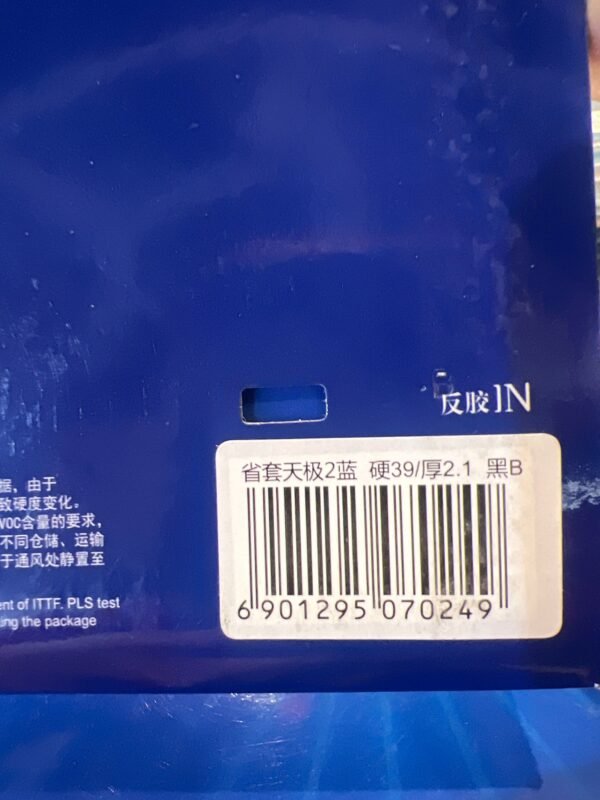 反胶IN
省套天极2蓝 硬39/厚2.1 黑B
6 901295 070249
据，由于
致硬度变化。
VOC含量的要求，
不同仓储、运输
于通风处静置至
ent of ITTF. PLS test
ing the package